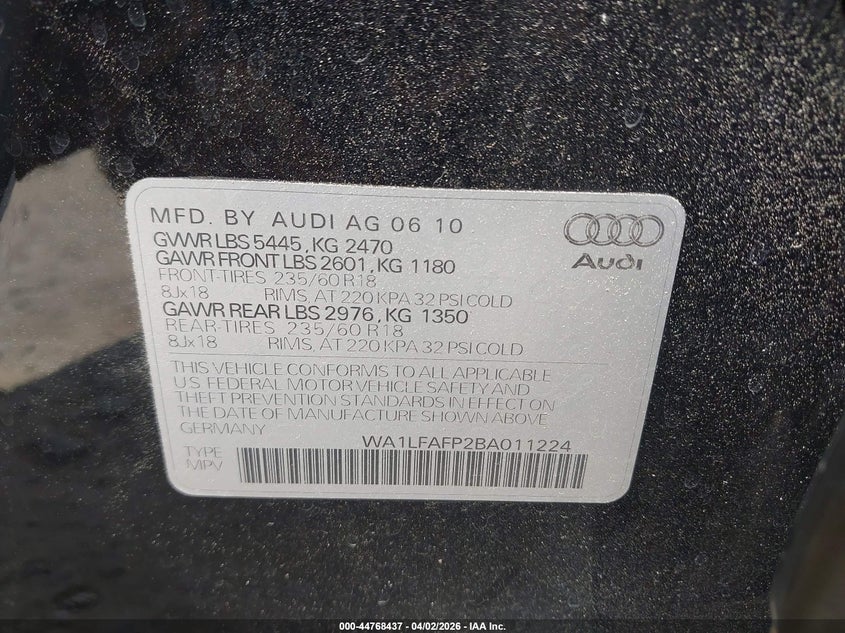 MFD. BY AUDI AG 06 10
GVWR LBS 5445, KG 2470
GAWR FRONT LBS 2601, KG 1180
FRONT-TIRES 235/60 R18
8Jx18 RIMS, AT 220 KPA 32 PSI COLD
GAWR REAR LBS 2976, KG 1350
REAR-TIRES 235/60 R18
8Jx18 RIMS, AT 220 KPA 32 PSI COLD
Audi
THIS VEHICLE CONFORMS TO ALL APPLICABLE
U.S. FEDERAL MOTOR VEHICLE SAFETY AND
THEFT PREVENTION STANDARDS IN EFFECT ON
THE DATE OF MANUFACTURE SHOWN ABOVE
GERMANY
WA1LFAFP2BA011224
TYPE
MPV
000-44768437 - 04/02/2026 - IAA Inc.